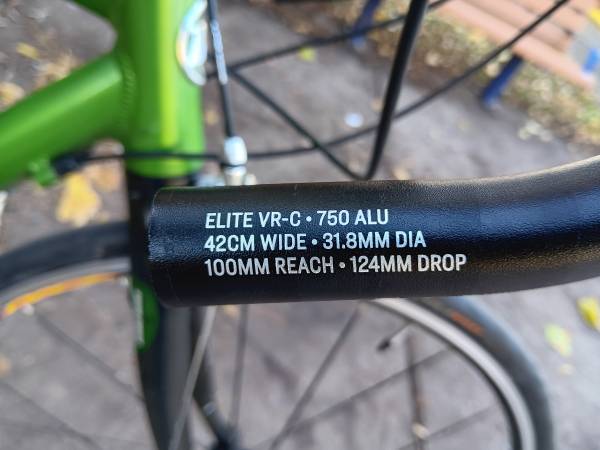 ELITE VR-C • 750 ALU
42CM WIDE • 31.8MM DIA
100MM REACH • 124MM DROP